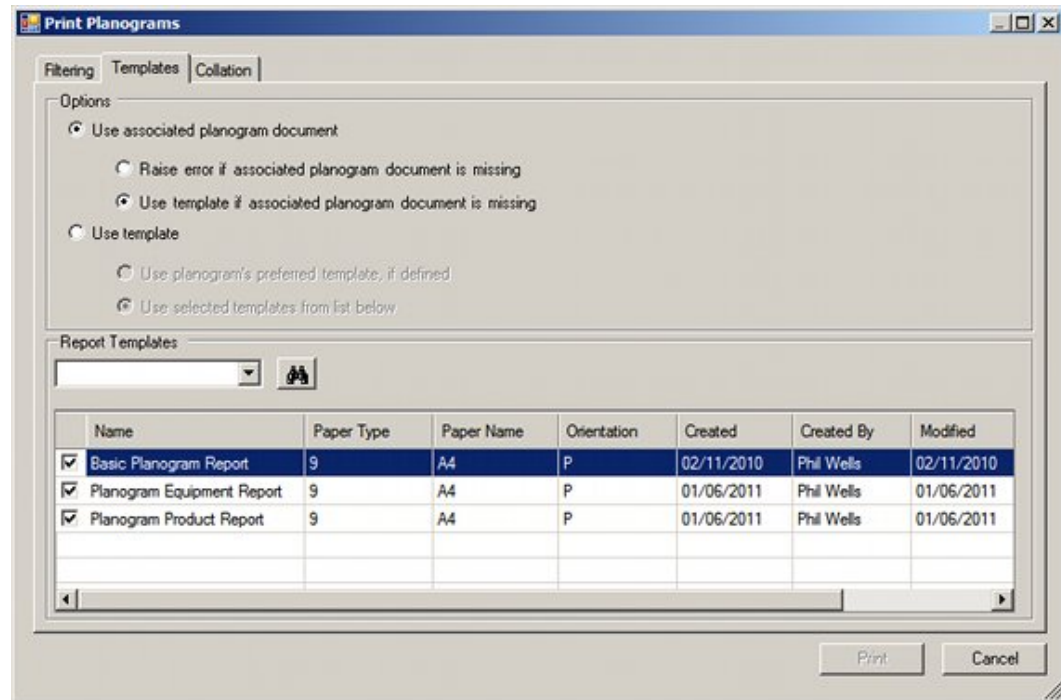 Print Planograms
Filtering Templates Collation
Options
Use associated planogram document
Raise error if associated planogram document is missing
Use template if associated planogram document is missing
Use template
Use planogram's preferred template, if defined
Use selected templates from list below
Report Templates
Name Paper Type Paper Name Orientation Created Created By Modified
Basic Planogram Report 9 A4 P 02/11/2010 Phil Wells 02/11/2010
Planogram Equipment Report 9 A4 P 01/06/2011 Phil Wells 01/06/2011
Planogram Product Report 9 A4 P 01/06/2011 Phil Wells 01/06/2011
Print Cancel